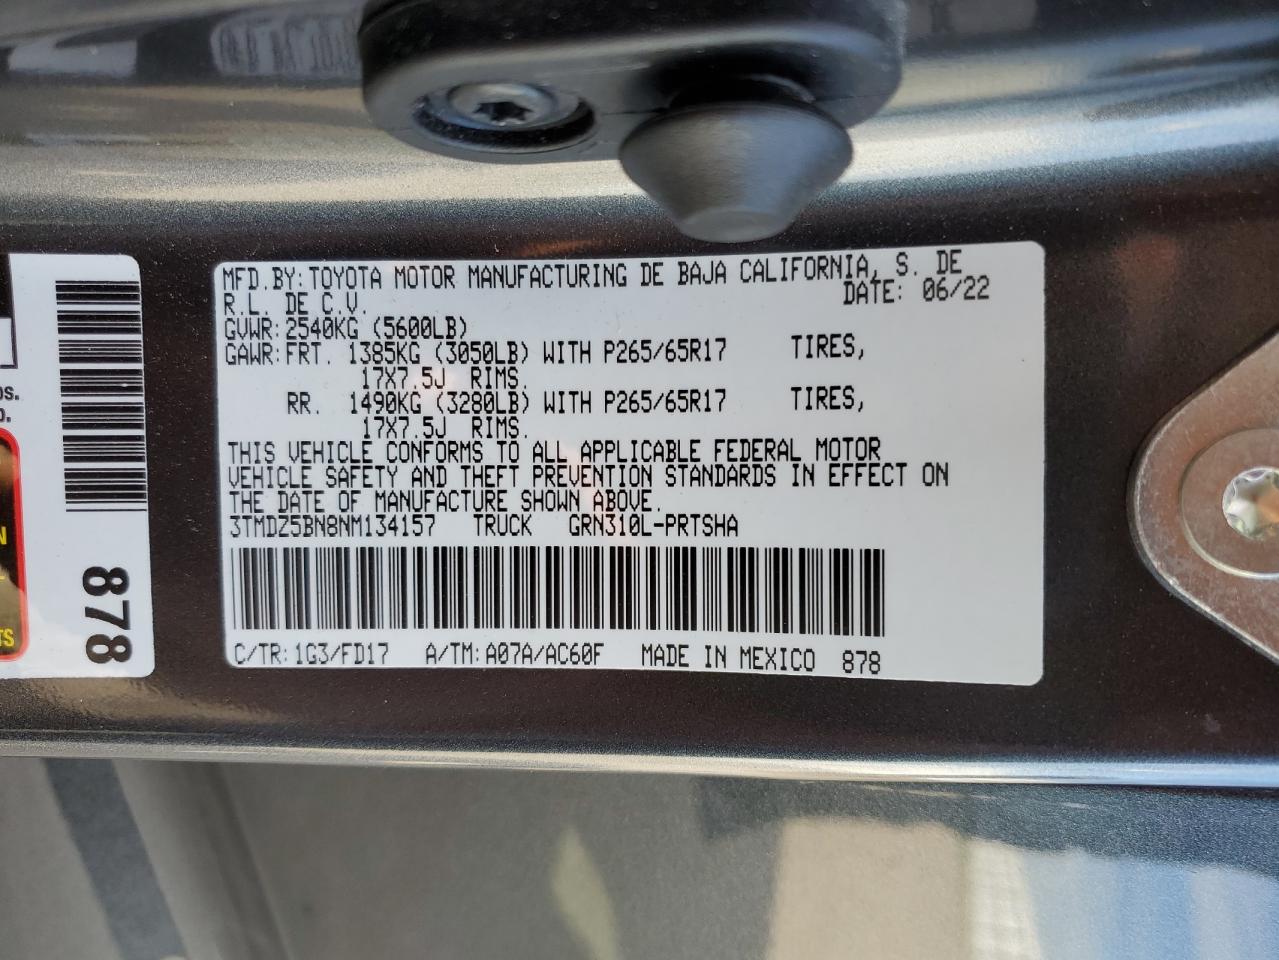 MFD.BY: TOYOTA MOTOR MANUFACTURING DE BAJA CALIFORNIA, S. DE
R.L. DE C.V. DATE: 06/22
GVWR: 2540KG (5600LB)
GAWR: FRT. 1385KG (3050LB) WITH P265/65R17 TIRES,
17X7.5J RIMS.
RR. 1490KG (3280LB) WITH P265/65R17 TIRES,
17X7.5J RIMS.
THIS VEHICLE CONFORMS TO ALL APPLICABLE FEDERAL MOTOR
VEHICLE SAFETY AND THEFT PREVENTION STANDARDS IN EFFECT ON
THE DATE OF MANUFACTURE SHOWN ABOVE.
3TMDZ5BN8NM134157 TRUCK GRN310L-PRTSHA
C/TR: 1G3/FD17 A/TM: A07A/AC60F MADE IN MEXICO 878
878